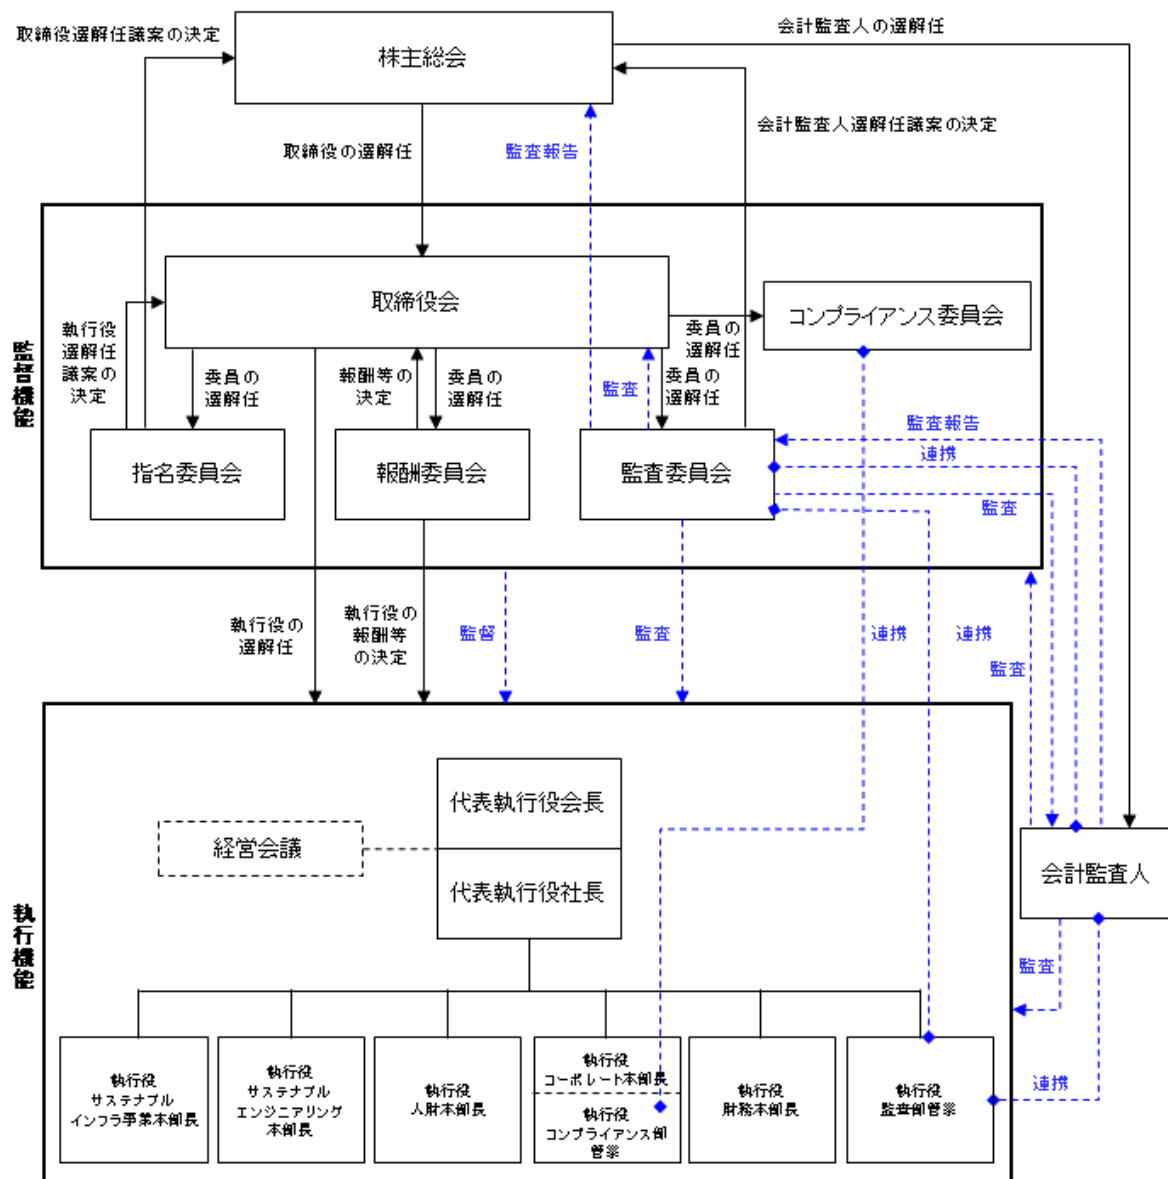 取締役選解任議案の決定
会計監査人の選解任
株主総会
会計監査人選解任議案の決定
取締役の選解任
監査報告
監督機能
取締役会
コンプライアンス委員会
執行役
選解任
議案の
決定
委員の
選解任
報酬等の
決定
委員の
選解任
監査
委員の
選解任
委員の
選解任
監査報告
連携
監査
指名委員会
報酬委員会
監査委員会
執行役の
選解任
執行役の
報酬等
の決定
監督
監査
連携
連携
監査
執行機能
代表執行役会長
経営会議
代表執行役社長
会計監査人
監査
連携
執行役
サステナブル
インフラ事業本部長
執行役
サステナブル
エンジニアリング
本部長
執行役
人財本部長
執行役
コーポレート本部長
執行役
コンプライアンス部
管掌
執行役
財務本部長
執行役
監査部管掌